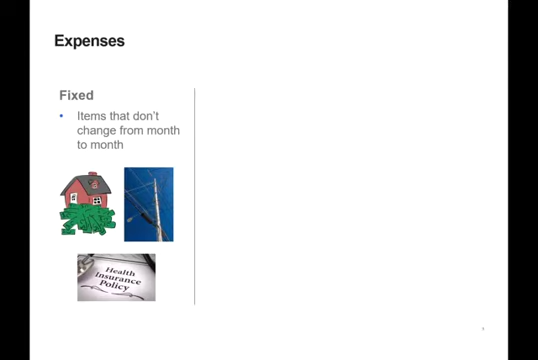 Expenses
Fixed
• Items that don't
change from month
to month
Health
Insurance
Policy